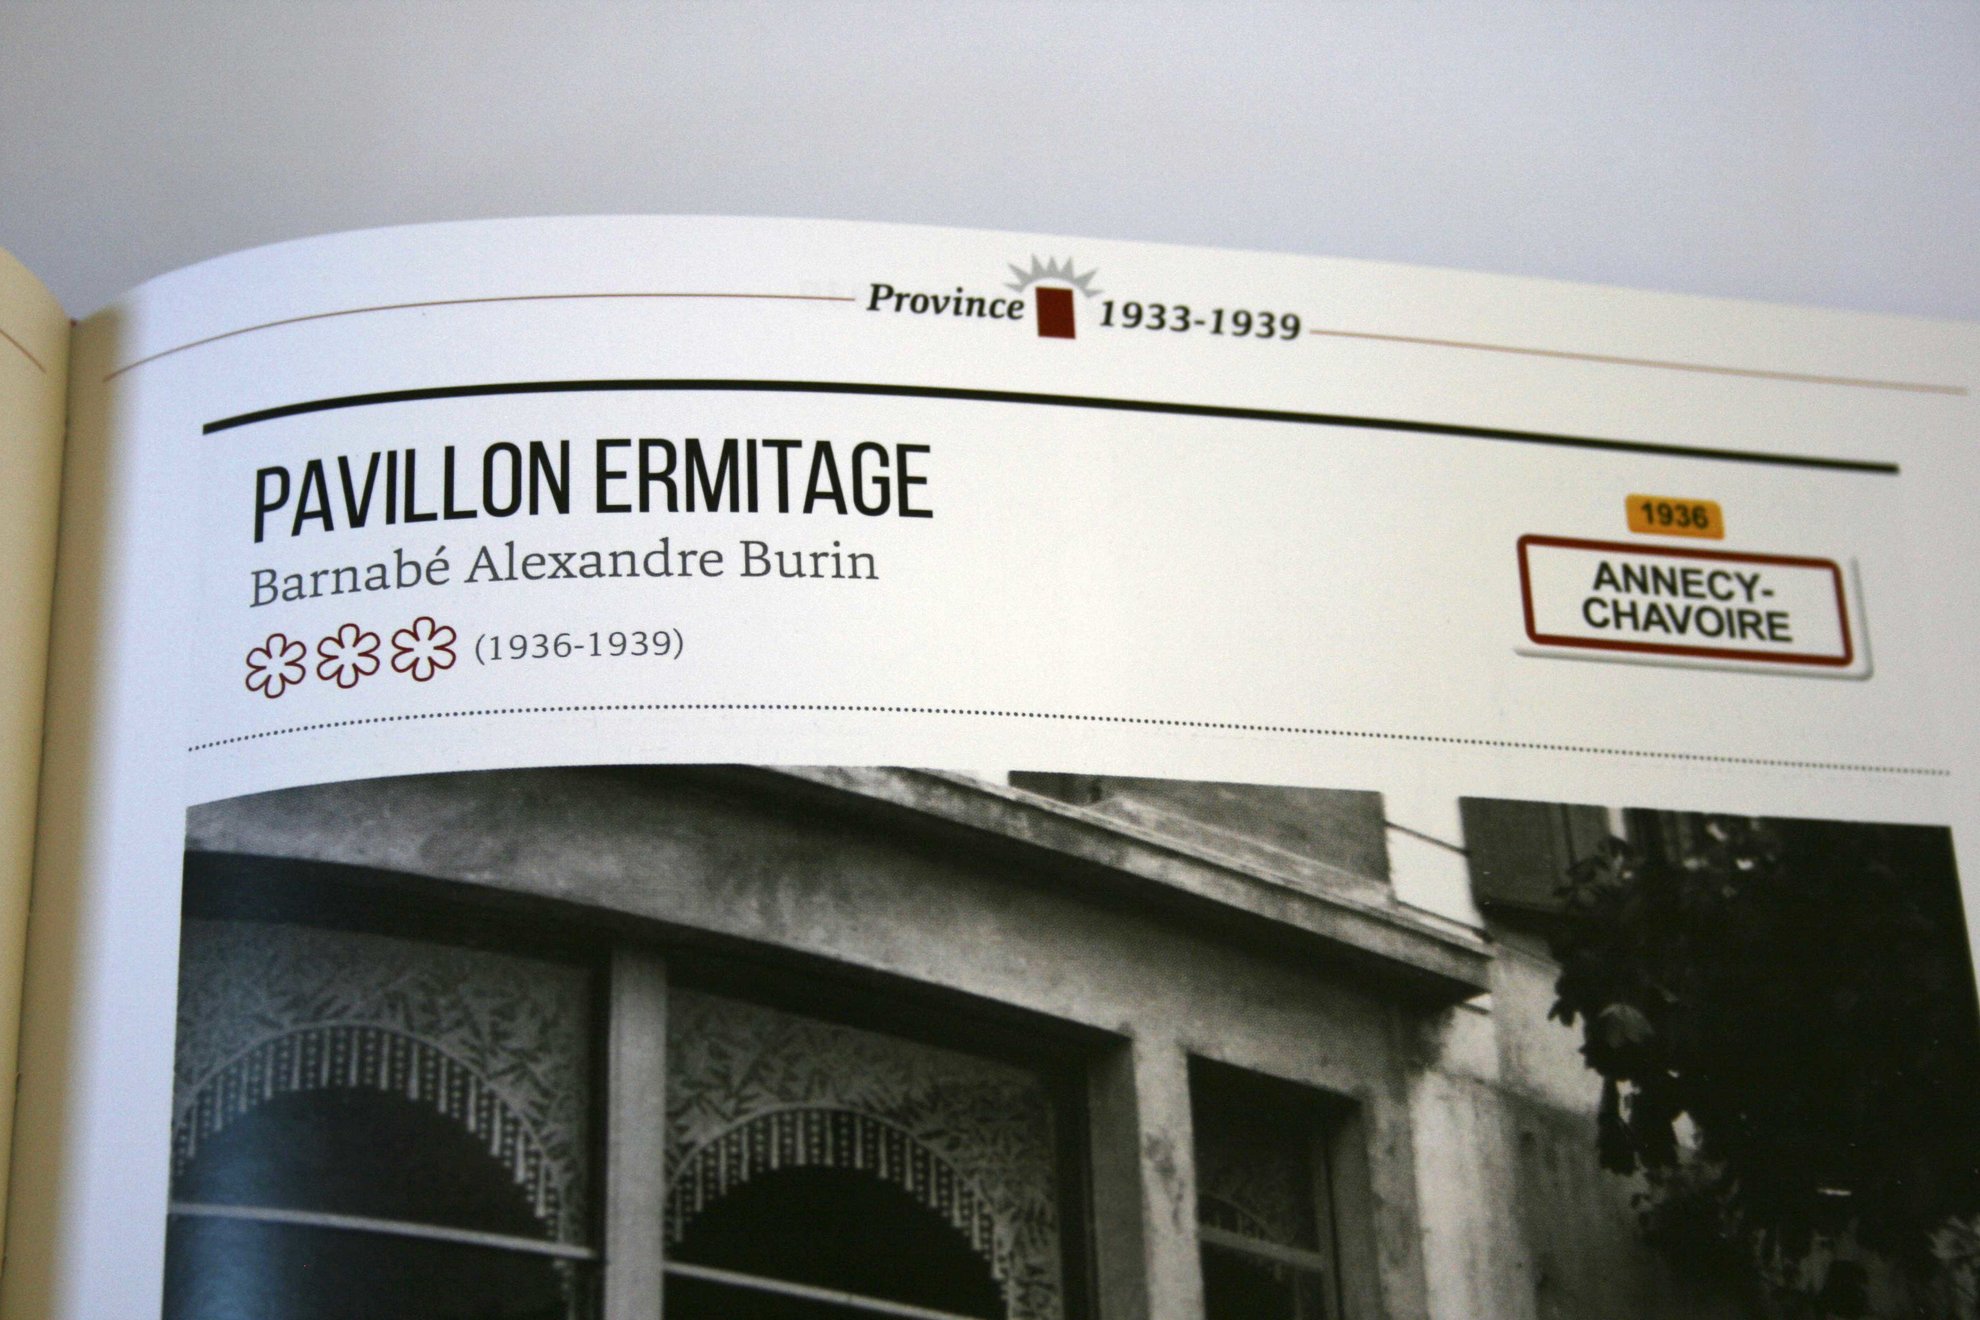 Province 1933-1939
PAVILLON ERMITAGE
Barnabé Alexandre Burin
(1936-1939)
1936
ANNECY-
CHAVOIRE